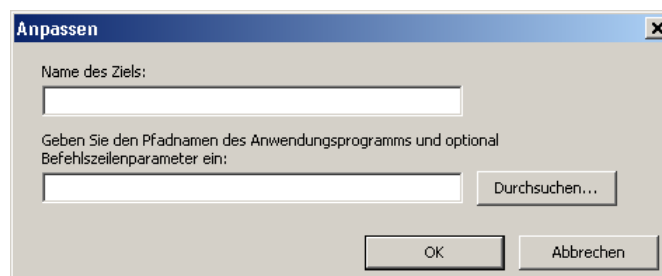 Anpassen
Name des Ziels:
Geben Sie den Pfadnamen des Anwendungsprogramms und optional
Befehlszeilenparameter ein:
Durchsuchen...
OK
Abbrechen